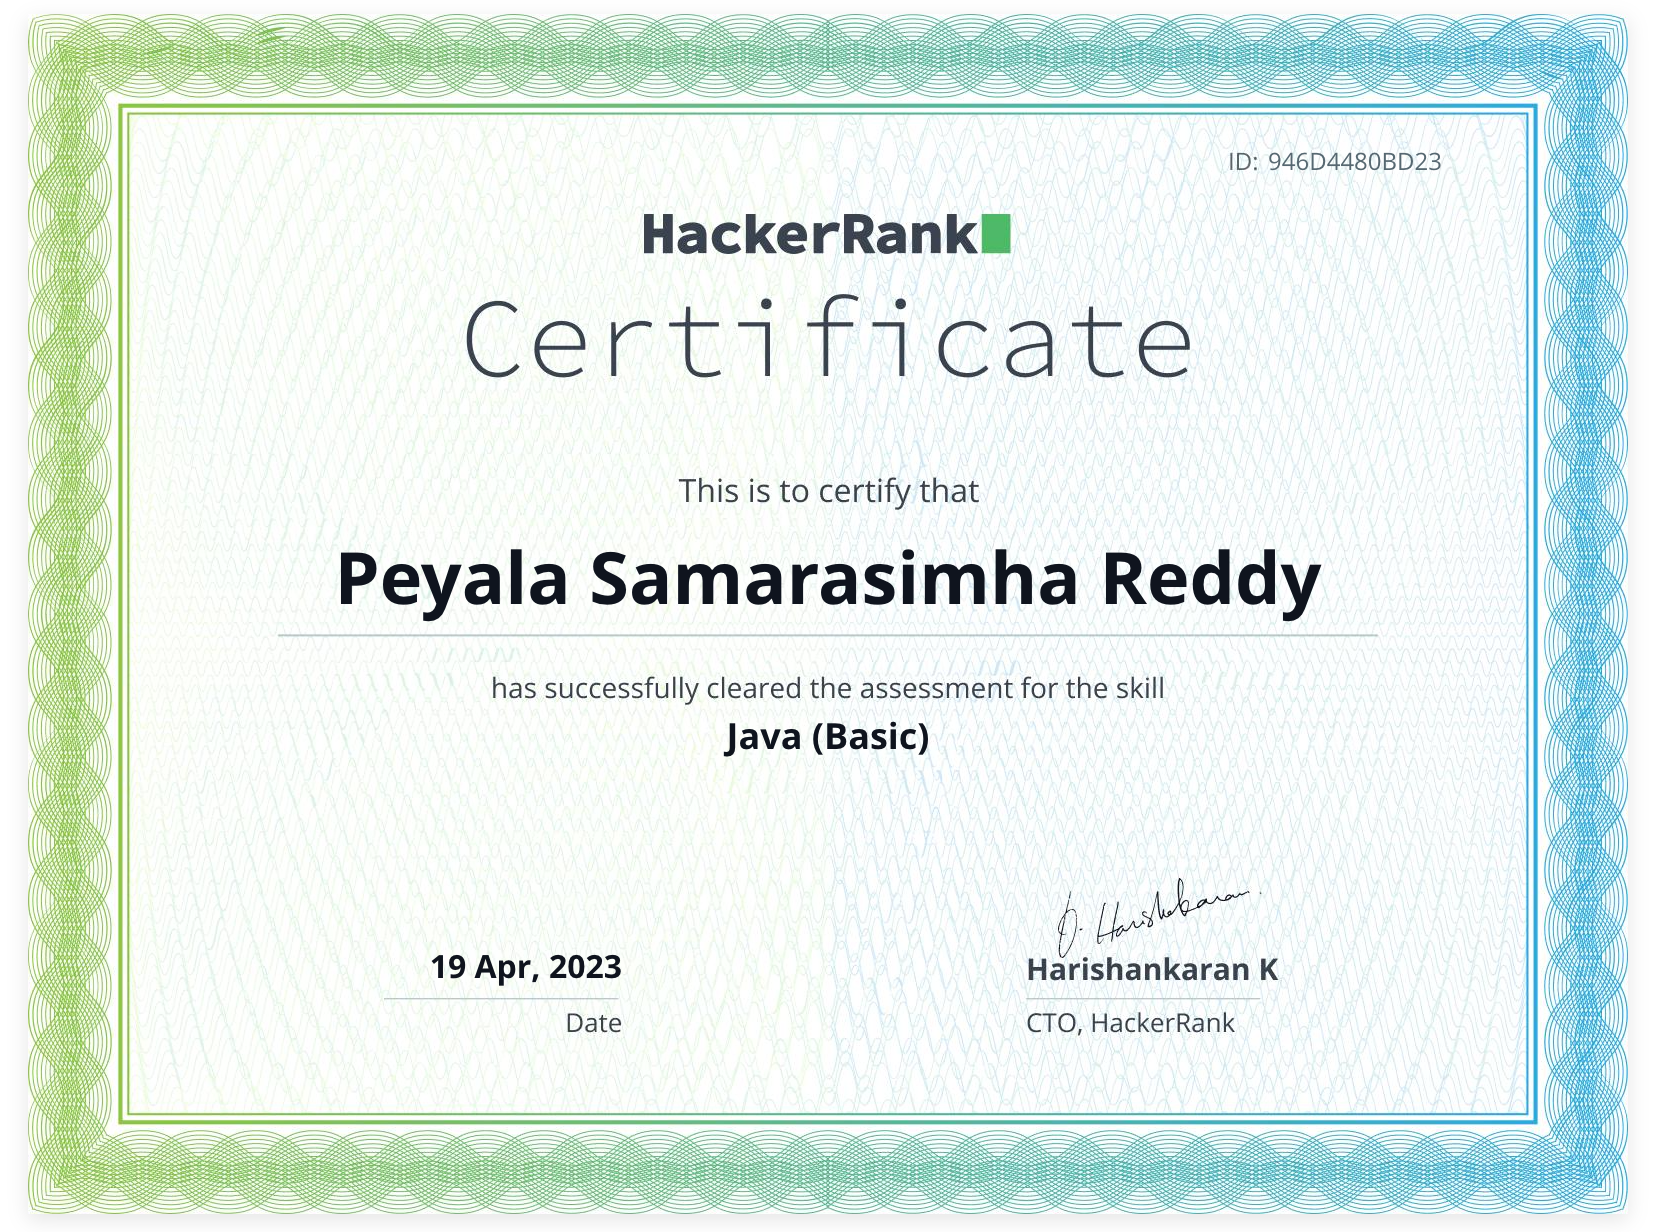 ID: 946D4480BD23
HackerRank
Certificate
This is to certify that
Peyala Samarasimha Reddy
has successfully cleared the assessment for the skill
Java (Basic)
19 Apr, 2023
Date
Harishankaran K
CTO, HackerRank